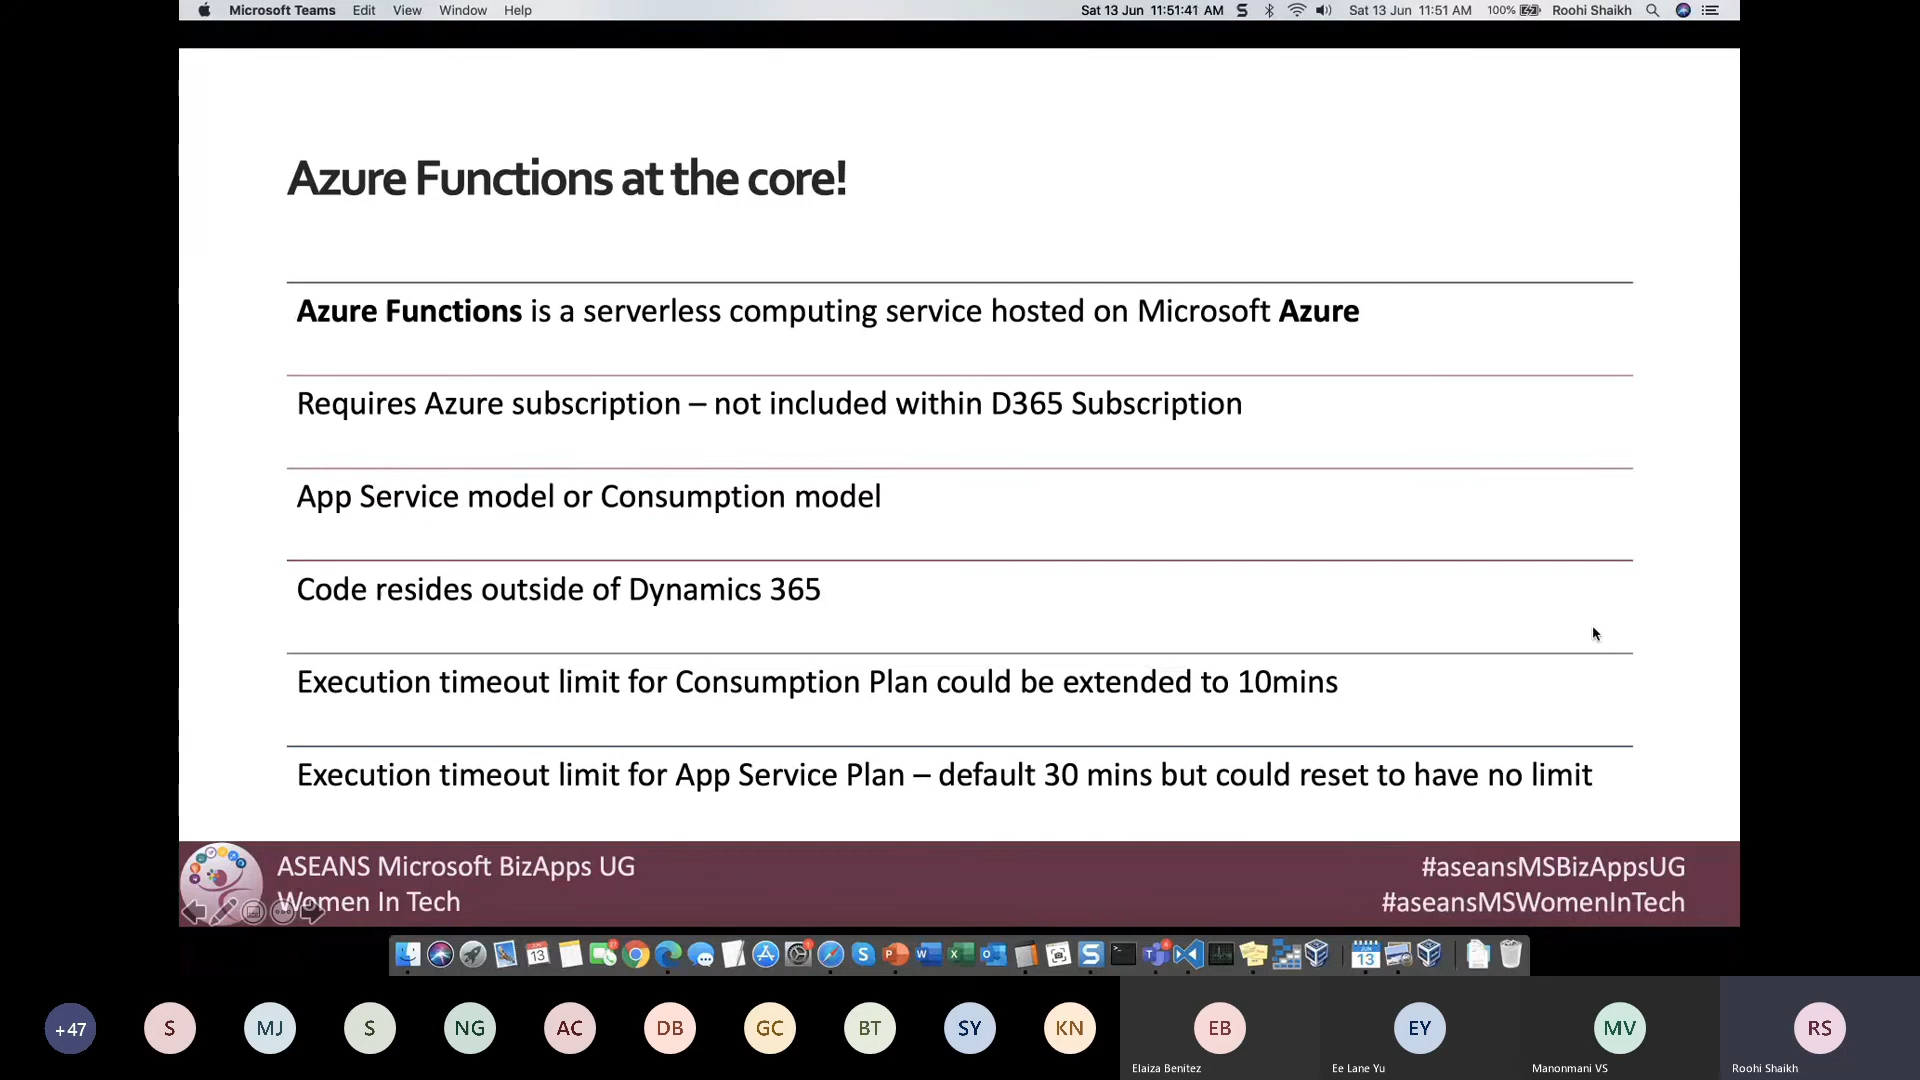 Microsoft Teams Edit View Window Help Sat 13 Jun 11:51:41 AM Sat 13 Jun 11:51 AM 100% Roohi Shaikh
Azure Functions at the core!
Azure Functions is a serverless computing service hosted on Microsoft Azure
Requires Azure subscription – not included within D365 Subscription
App Service model or Consumption model
Code resides outside of Dynamics 365
Execution timeout limit for Consumption Plan could be extended to 10mins
Execution timeout limit for App Service Plan – default 30 mins but could reset to have no limit
ASEANS Microsoft BizApps UG
Women In Tech
#aseansMSBizAppsUG
#aseansMSWomenInTech
+47 S MJ S NG AC DB GC BT SY KN EB EY MV RS
Elaiza Benitez Ee Lane Yu Manonmani VS Roohi Shaikh